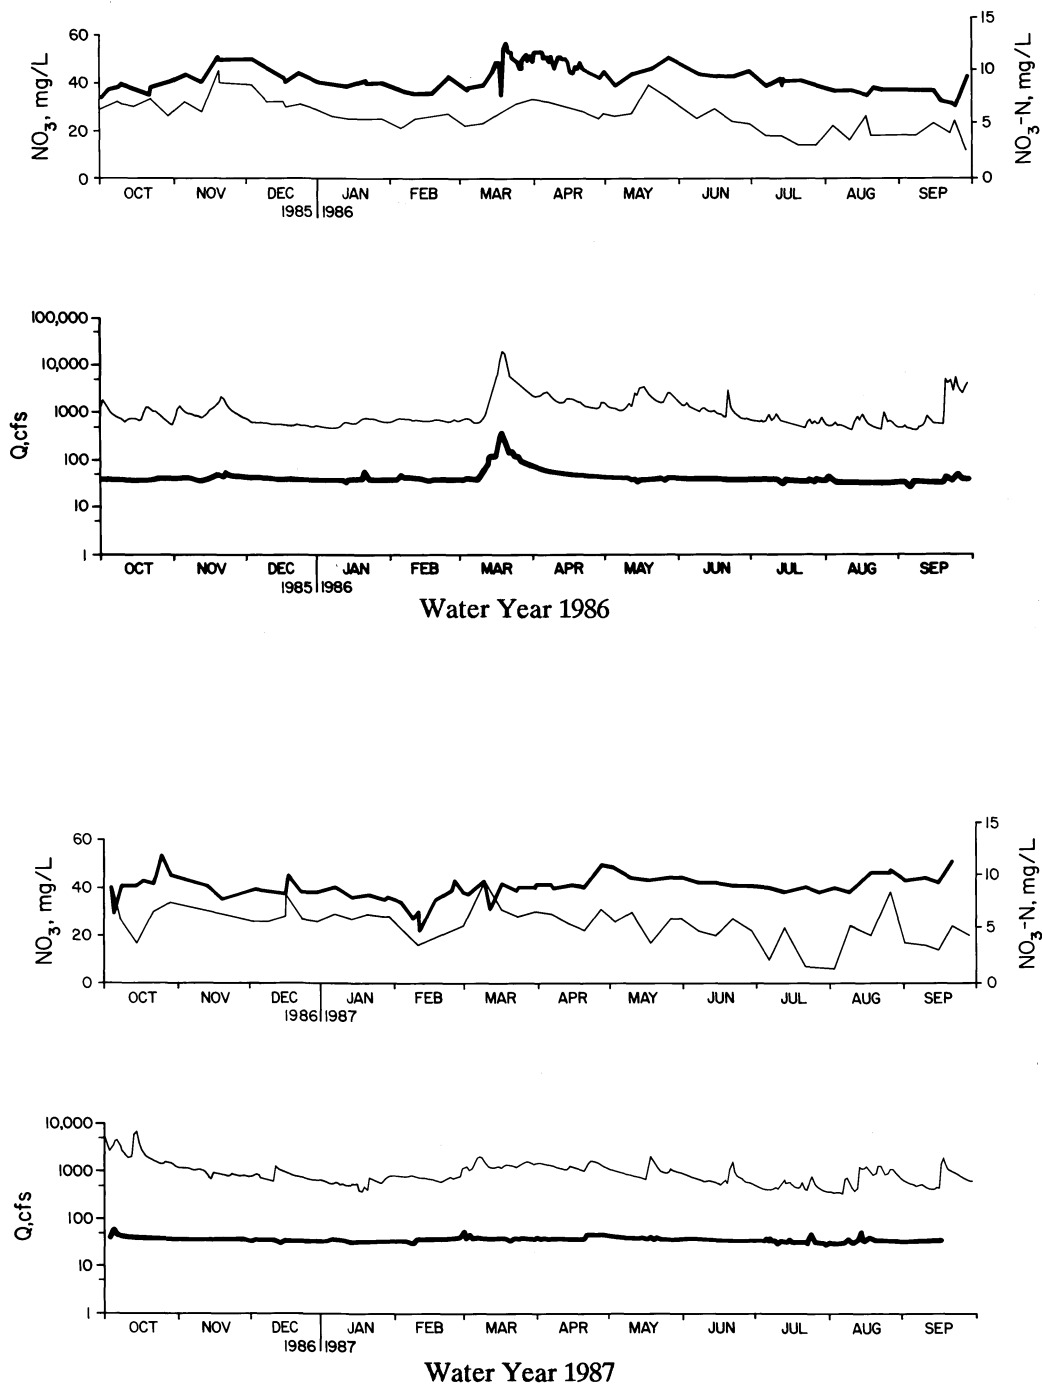 NO3, mg/L
60
40
20
0
15
10
5
0
NO3-N, mg/L
OCT NOV DEC JAN FEB MAR APR MAY JUN JUL AUG SEP
1985|1986
Q,cfs
100,000
10,000
1000
100
10
1
OCT NOV DEC JAN FEB MAR APR MAY JUN JUL AUG SEP
1985|1986
Water Year 1986
NO3, mg/L
60
40
20
0
15
10
5
0
NO3-N, mg/L
OCT NOV DEC JAN FEB MAR APR MAY JUN JUL AUG SEP
1986|1987
Q,cfs
10,000
1000
100
10
1
OCT NOV DEC JAN FEB MAR APR MAY JUN JUL AUG SEP
1986|1987
Water Year 1987